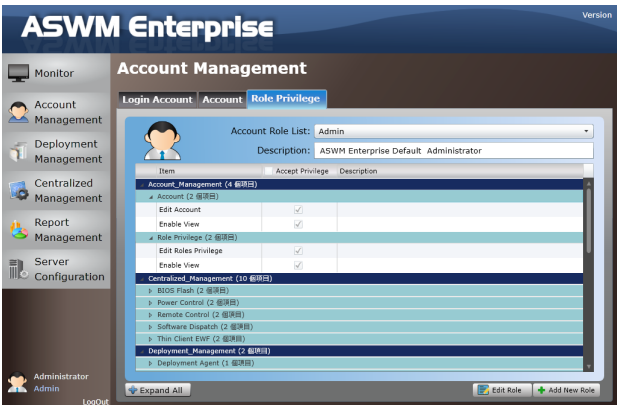 Version
ASWM Enterprise
Monitor
Account
Management
Deployment
Management
Centralized
Management
Report
Management
Server
Configuration
Administrator
Admin
LogOut
Account Management
Login Account Account Role Privilege
Account Role List: Admin
Description: ASWM Enterprise Default Administrator
Item Accept Privilege Description
Account_Management (4 個項目)
Account (2 個項目)
Edit Account
Enable View
Role Privilege (2 個項目)
Edit Roles Privilege
Enable View
Centralized_Management (10 個項目)
BIOS Flash (2 個項目)
Power Control (2 個項目)
Remote Control (2 個項目)
Software Dispatch (2 個項目)
Thin Client EWF (2 個項目)
Deployment_Management (2 個項目)
Deployment Agent (1 個項目)
Expand All Edit Role Add New Role